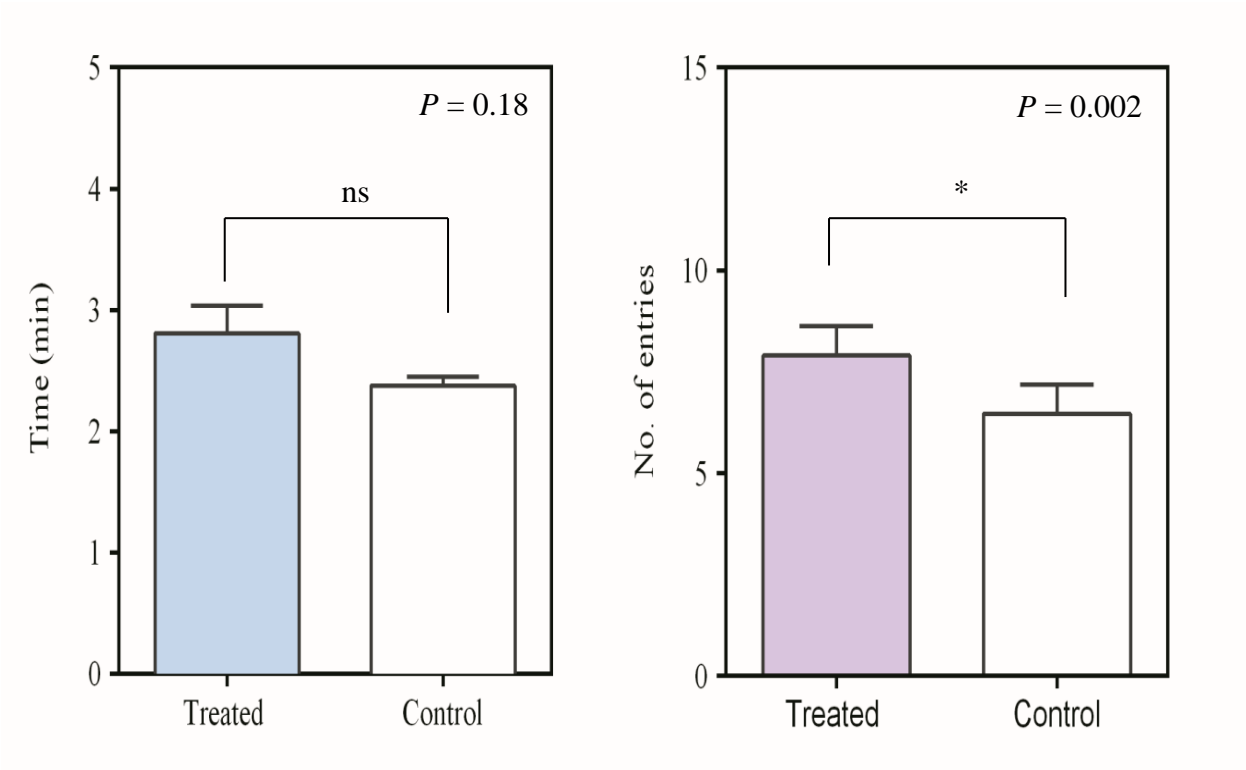 5
P = 0.18
4
ns
3
Time (min)
2
1
0
Treated
Control
15
P = 0.002
*
10
No. of entries
5
0
Treated
Control